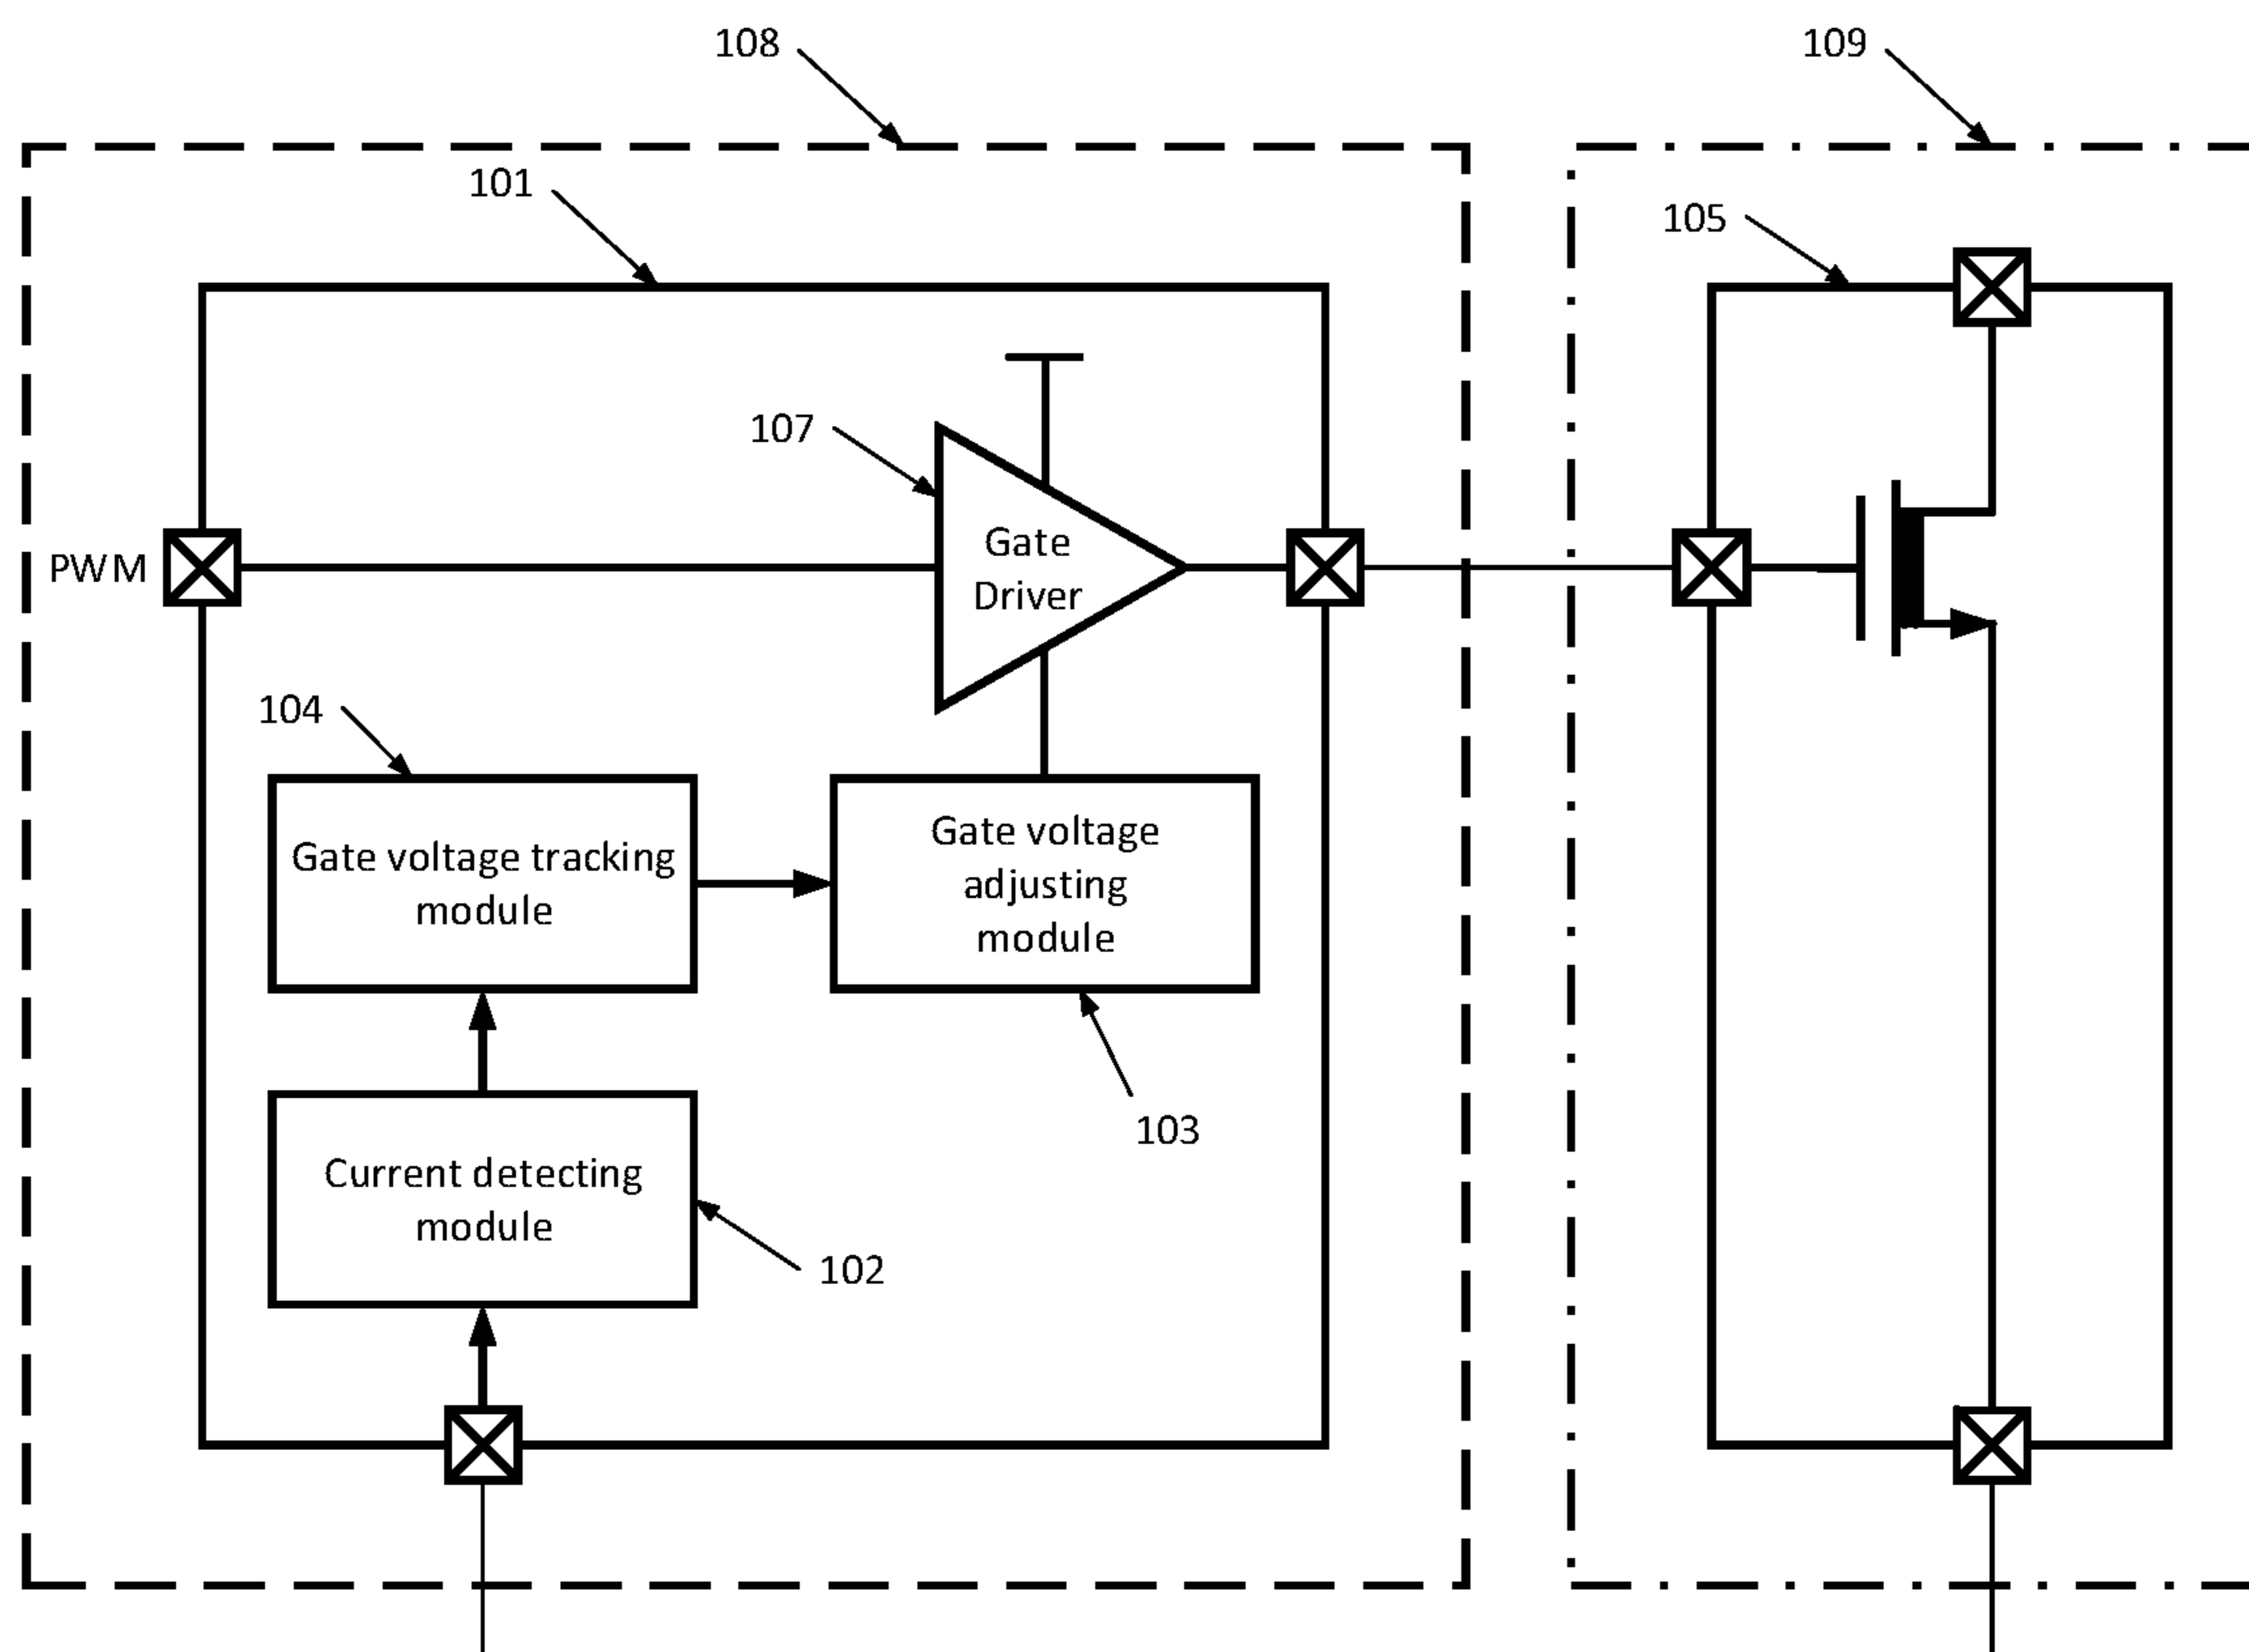 108
109
101
105
107
Gate
Driver
PWM
104
Gate voltage tracking
module
Gate voltage
adjusting
module
103
Current detecting
module
102